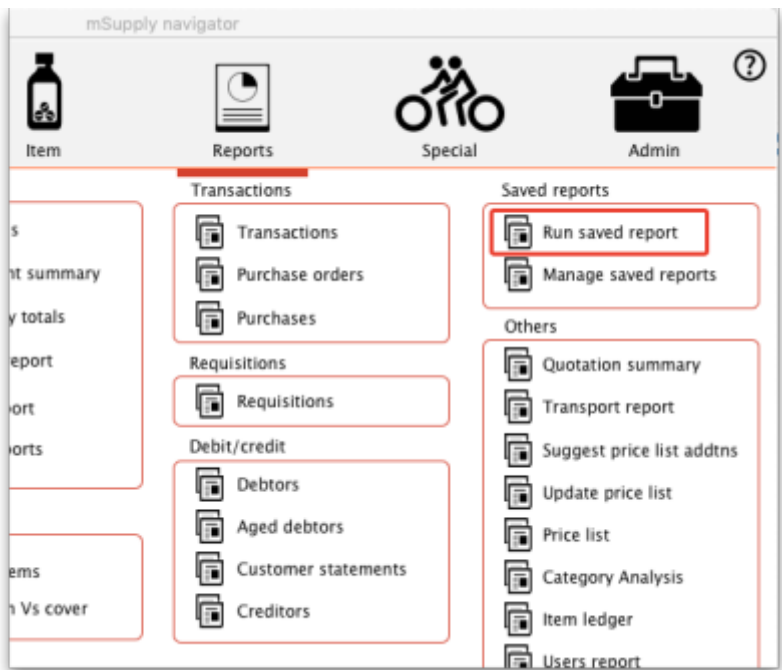 mSupply navigator
Item
Reports
Special
Admin
?
s
nt summary
y totals
eport
ort
orts
ems
n Vs cover
Transactions
Transactions
Purchase orders
Purchases
Requisitions
Requisitions
Debit/credit
Debtors
Aged debtors
Customer statements
Creditors
Saved reports
Run saved report
Manage saved reports
Others
Quotation summary
Transport report
Suggest price list addtns
Update price list
Price list
Category Analysis
Item ledger
Users report